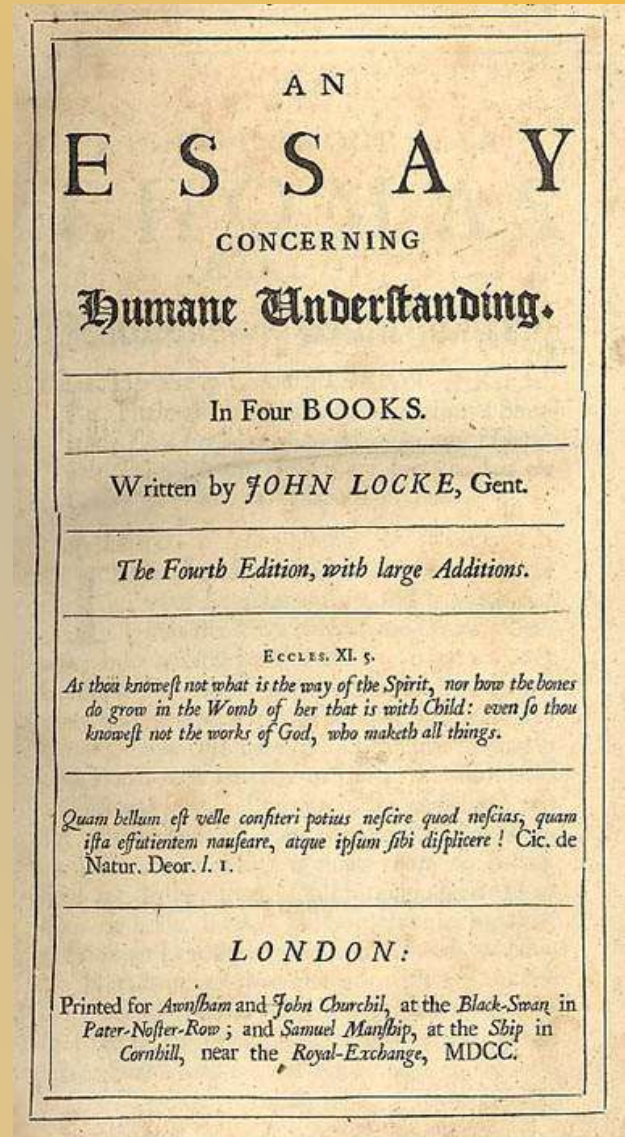 AN
ESSAY
CONCERNING
Humane Underſtanding.
In Four BOOKS.
Written by JOHN LOCKE, Gent.
The Fourth Edition, with large Additions.
ECCLES. XI. 5.
As thou knoweſt not what is the way of the Spirit, nor how the bones
do grow in the Womb of her that is with Child: even ſo thou
knoweſt not the works of God, who maketh all things.
Quam bellum eſt velle confiteri potius neſcire quod neſcias, quam
iſta effutientem nauſeare, atque ipſum ſibi diſplicere! Cic. de
Natur. Deor. l. 1.
LONDON:
Printed for Awnſham and John Churchil, at the Black-Swan in
Pater-Noſter-Row; and Samuel Manſhip, at the Ship in
Cornhill, near the Royal-Exchange, MDCC.